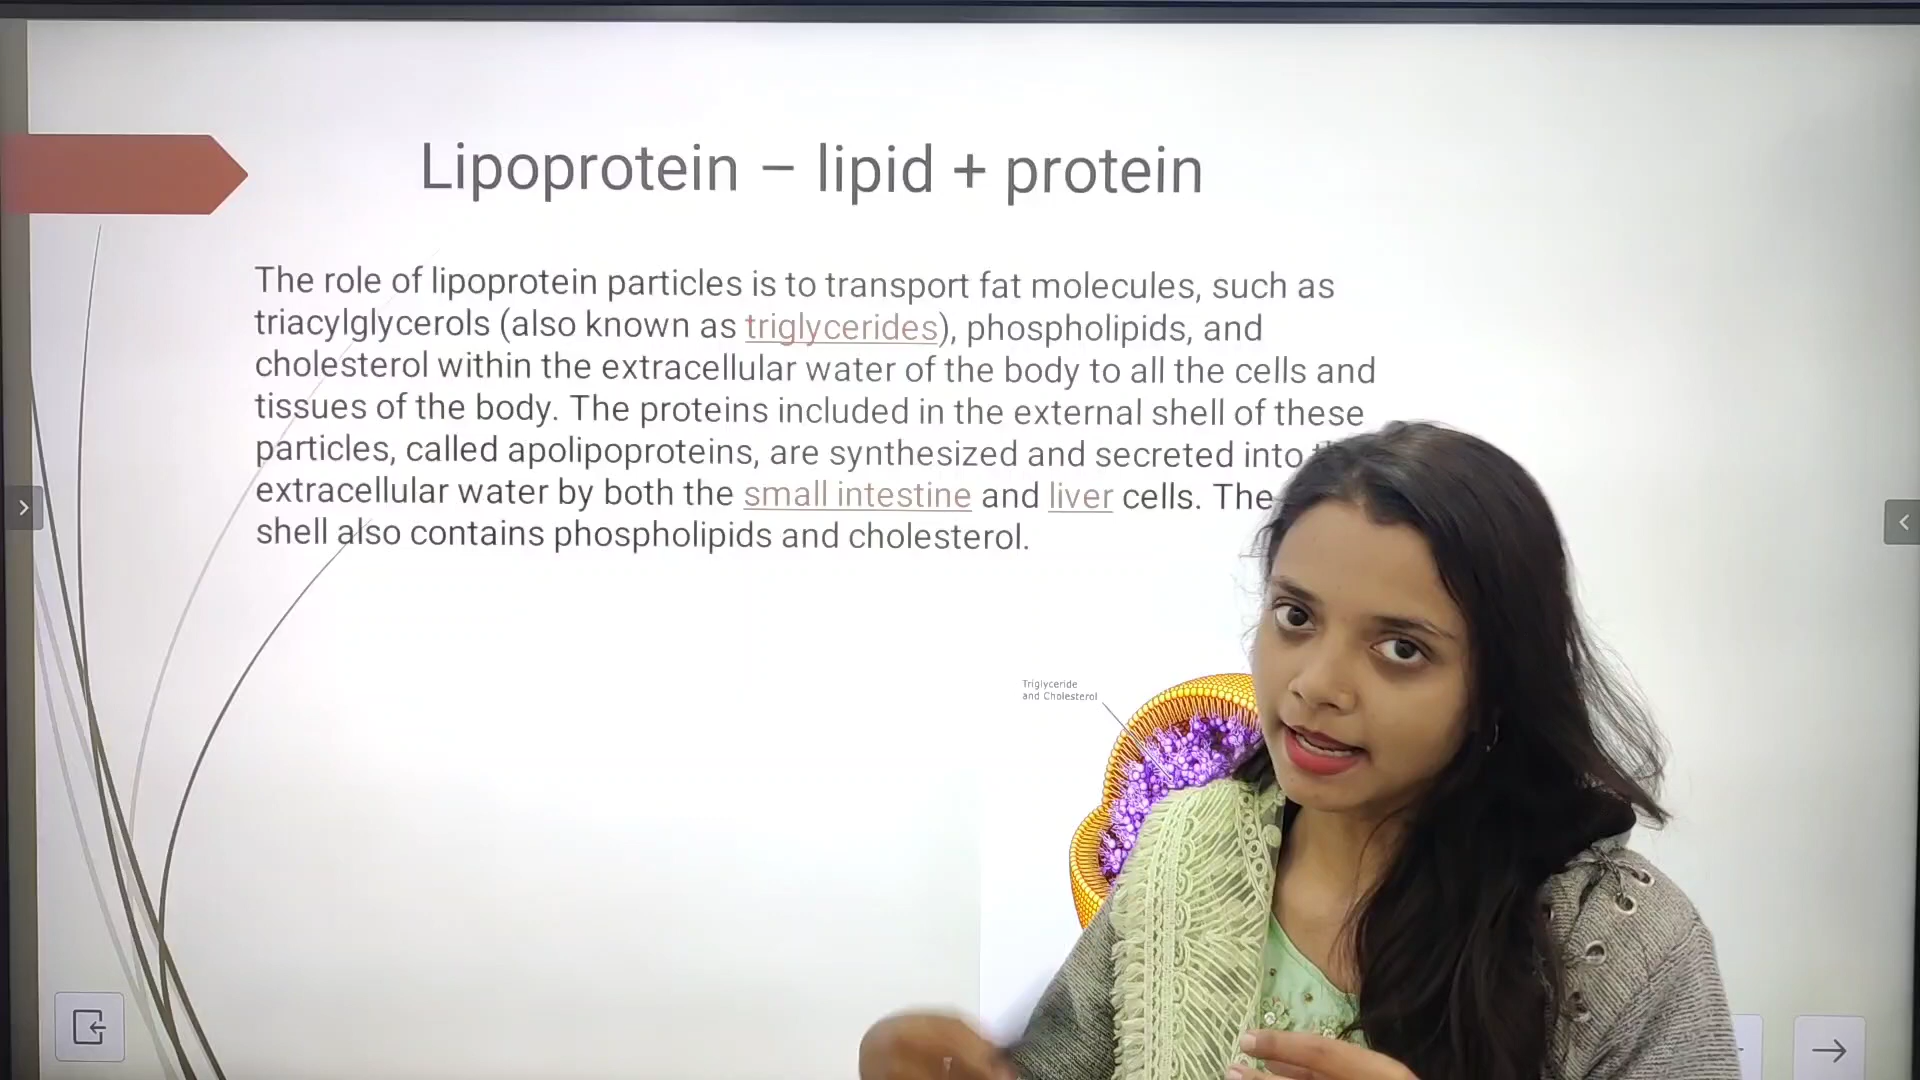 Lipoprotein – lipid + protein
The role of lipoprotein particles is to transport fat molecules, such as
triacylglycerols (also known as triglycerides), phospholipids, and
cholesterol within the extracellular water of the body to all the cells and
tissues of the body. The proteins included in the external shell of these
particles, called apolipoproteins, are synthesized and secreted into
extracellular water by both the small intestine and liver cells. The
shell also contains phospholipids and cholesterol.
Triglyceride
and Cholesterol